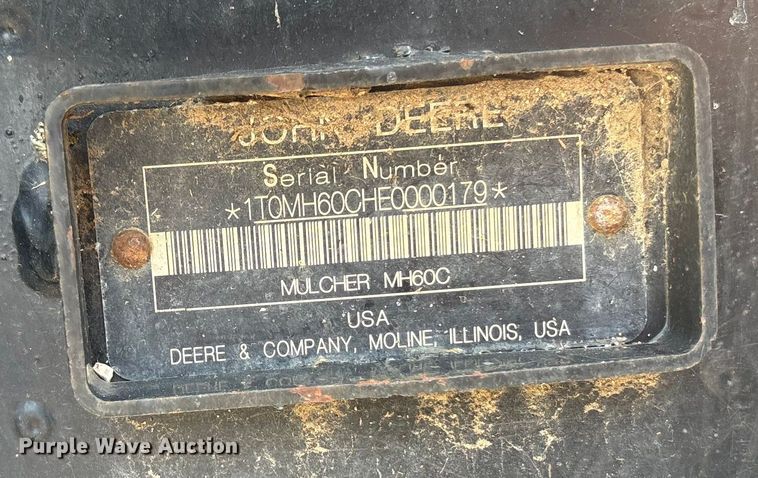 JOHN DEERE
Serial Number
*1T0MH60CHE0000179*
MULCHER MH60C
USA
DEERE & COMPANY, MOLINE, ILLINOIS, USA
Purple Wave Auction